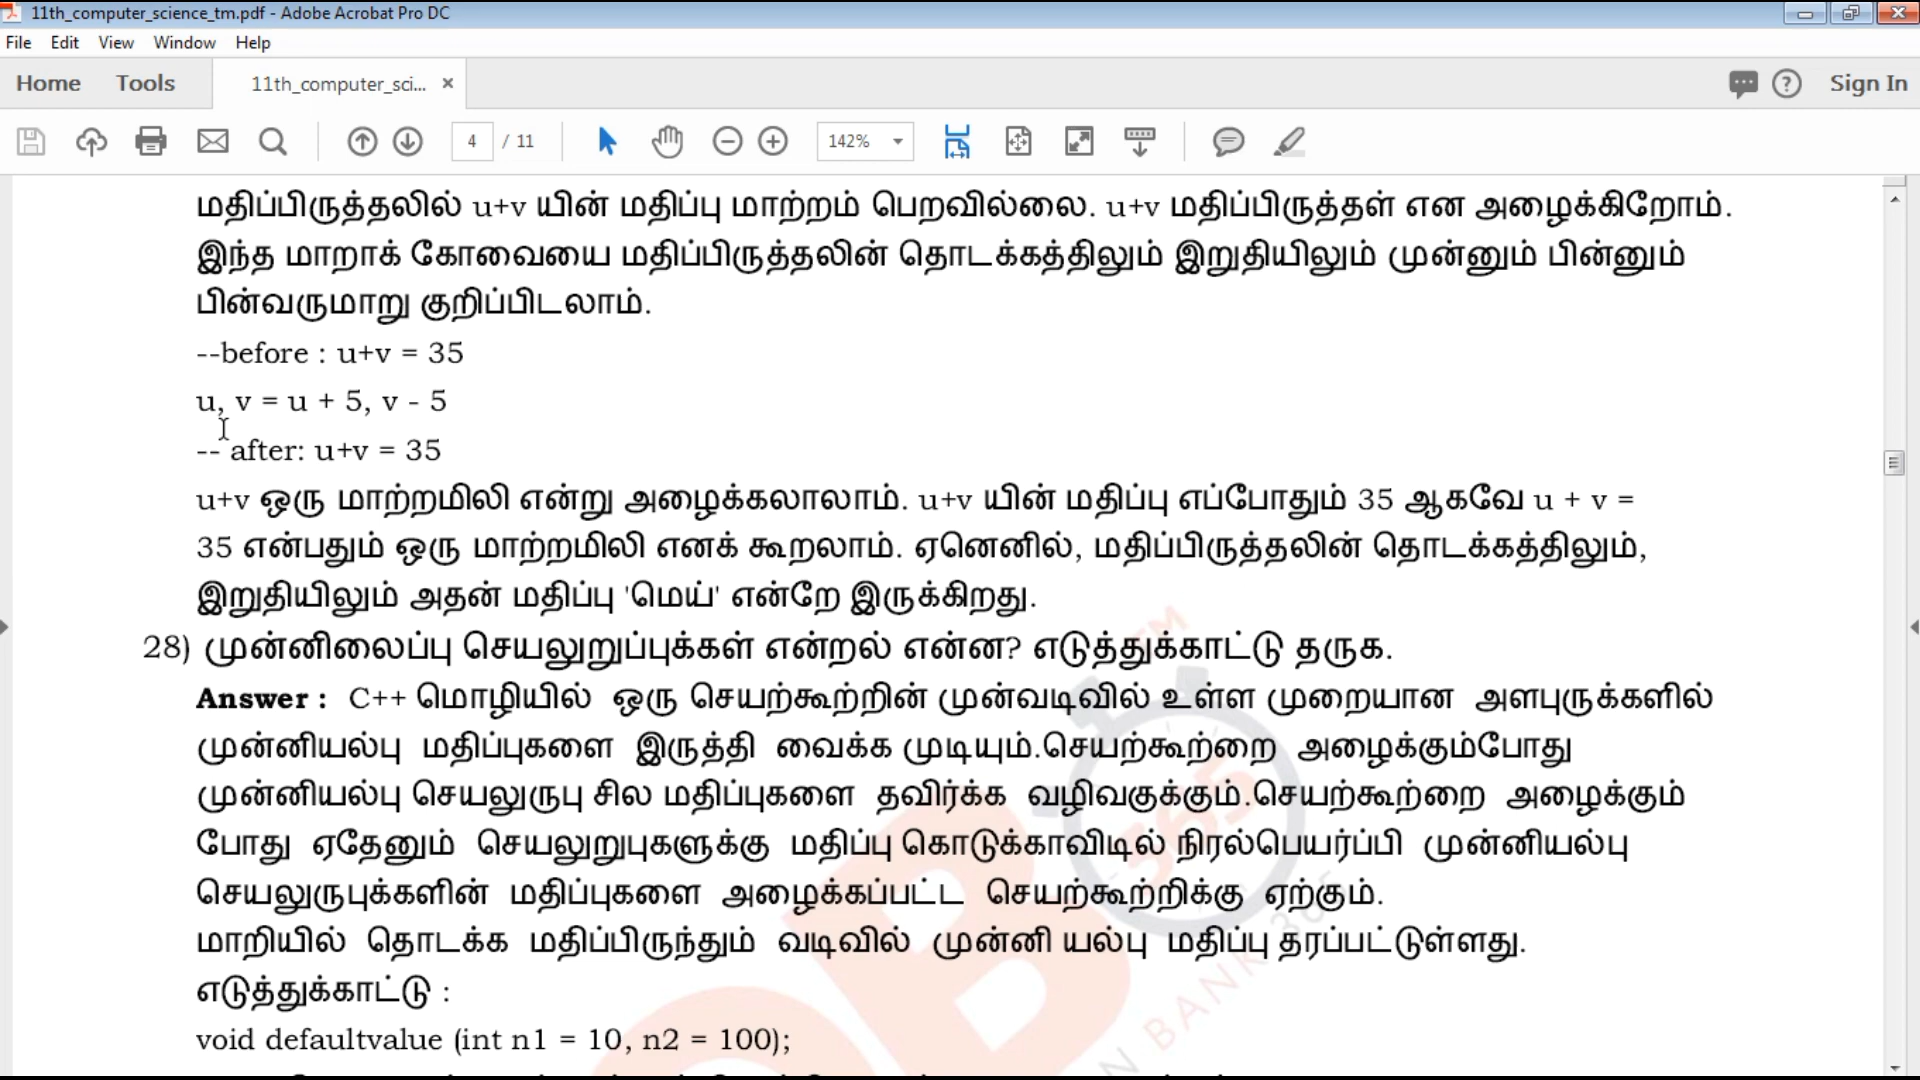 11th_computer_science_tm.pdf - Adobe Acrobat Pro DC
File Edit View Window Help
Home Tools 11th_computer_sci... × Sign In
4 / 11 142%
மதிப்பிருத்தலில் u+v யின் மதிப்பு மாற்றம் பெறவில்லை. u+v மதிப்பிருத்தள் என அழைக்கிறோம்.
இந்த மாறாக் கோவையை மதிப்பிருத்தலின் தொடக்கத்திலும் இறுதியிலும் முன்னும் பின்னும்
பின்வருமாறு குறிப்பிடலாம்.
--before : u+v = 35
u, v = u + 5, v - 5
-- after: u+v = 35
u+v ஒரு மாற்றமிலி என்று அழைக்கலாலாம். u+v யின் மதிப்பு எப்போதும் 35 ஆகவே u + v =
35 என்பதும் ஒரு மாற்றமிலி எனக் கூறலாம். ஏனெனில், மதிப்பிருத்தலின் தொடக்கத்திலும்,
இறுதியிலும் அதன் மதிப்பு 'மெய்' என்றே இருக்கிறது.
28) முன்னிலைப்பு செயலுறுப்புக்கள் என்றல் என்ன? எடுத்துக்காட்டு தருக.
Answer : C++ மொழியில் ஒரு செயற்கூற்றின் முன்வடிவில் உள்ள முறையான அளபுருக்களில்
முன்னியல்பு மதிப்புகளை இருத்தி வைக்க முடியும்.செயற்கூற்றை அழைக்கும்போது
முன்னியல்பு செயலுருபு சில மதிப்புகளை தவிர்க்க வழிவகுக்கும்.செயற்கூற்றை அழைக்கும்
போது ஏதேனும் செயலுறுபுகளுக்கு மதிப்பு கொடுக்காவிடில் நிரல்பெயர்ப்பி முன்னியல்பு
செயலுருபுக்களின் மதிப்புகளை அழைக்கப்பட்ட செயற்கூற்றிக்கு ஏற்கும்.
மாறியில் தொடக்க மதிப்பிருந்தும் வடிவில் முன்னி யல்பு மதிப்பு தரப்பட்டுள்ளது.
எடுத்துக்காட்டு :
void defaultvalue (int n1 = 10, n2 = 100);